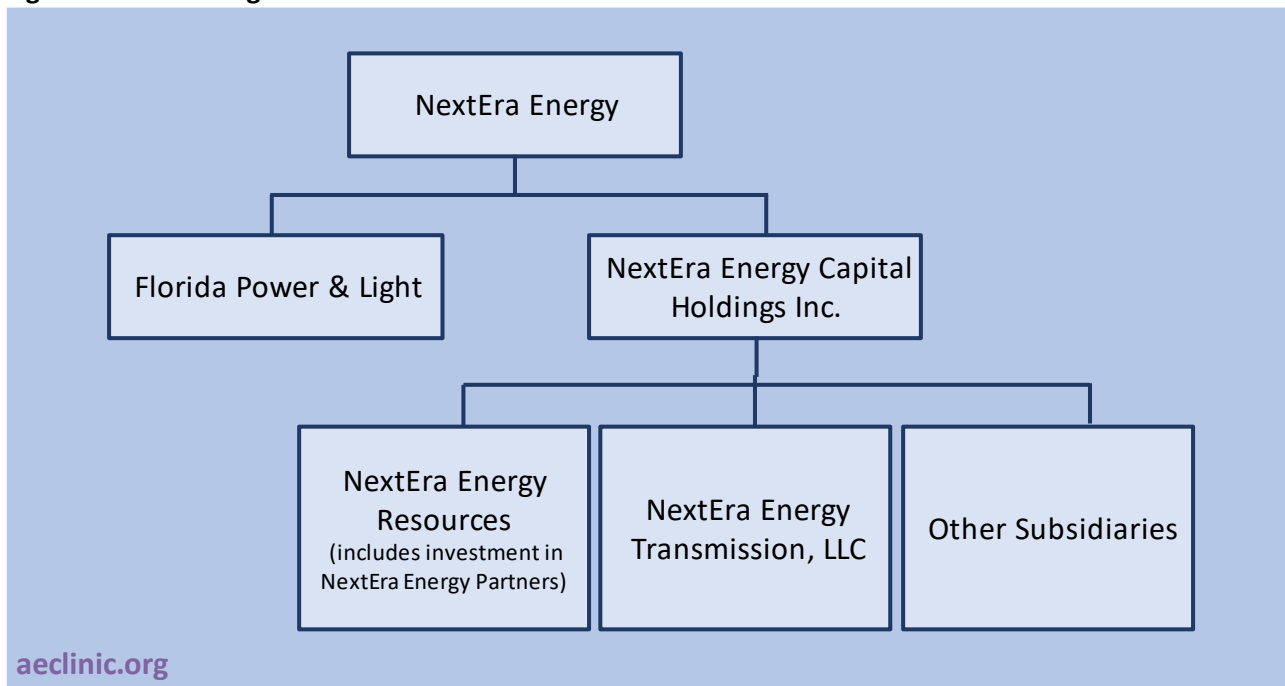 NextEra Energy
Florida Power & Light
NextEra Energy Capital
Holdings Inc.
NextEra Energy
Resources
(includes investment in
NextEra Energy Partners)
NextEra Energy
Transmission, LLC
Other Subsidiaries
aeclinic.org